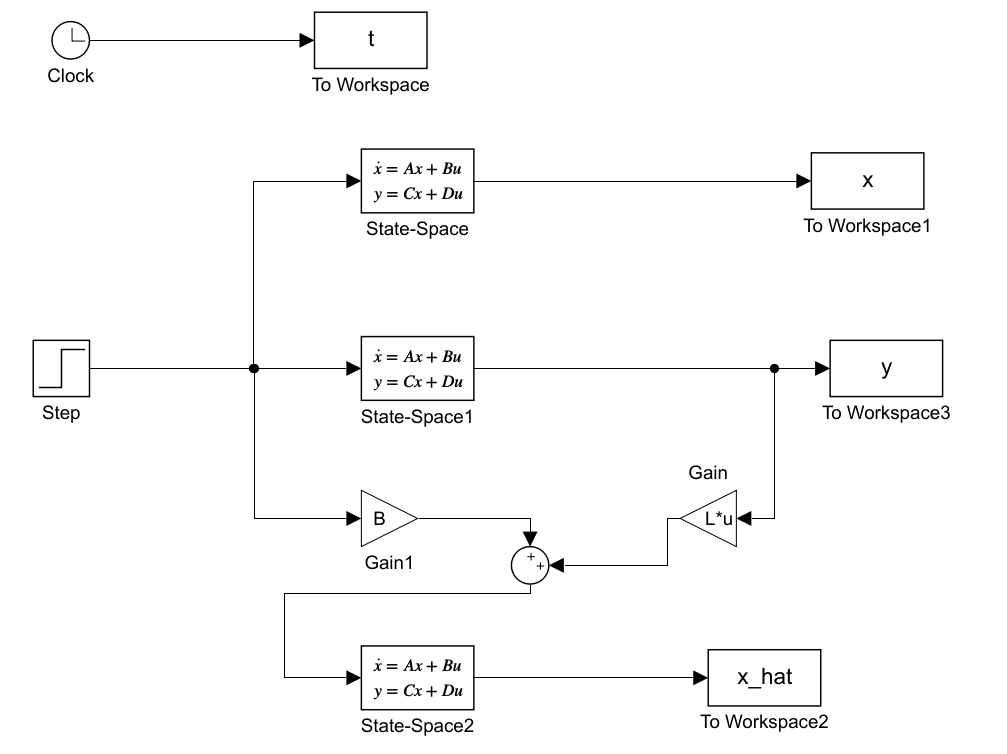 t
Clock
To Workspace
ẋ = Ax + Bu
y = Cx + Du
x
State-Space
To Workspace1
ẋ = Ax + Bu
y = Cx + Du
y
Step
State-Space1
To Workspace3
Gain
B
L*u
Gain1
+
+
ẋ = Ax + Bu
y = Cx + Du
x_hat
State-Space2
To Workspace2